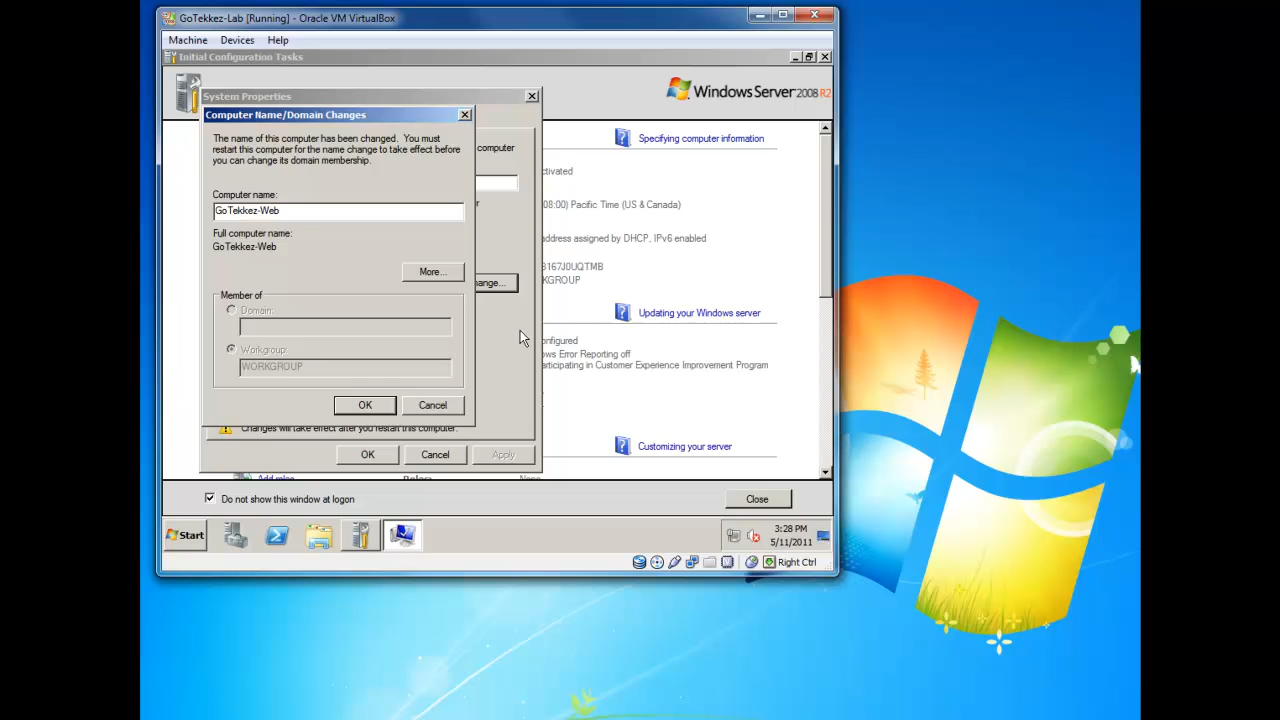 GoTekkez-Lab [Running] - Oracle VM VirtualBox
Machine Devices Help
Initial Configuration Tasks
Windows Server 2008 R2
System Properties
Computer Name/Domain Changes
The name of this computer has been changed. You must
restart this computer for the name change to take effect before
you can change its domain membership.
computer
Specifying computer information
Computer name:
GoTekkez-Web
Full computer name:
GoTekkez-Web
08:00) Pacific Time (US & Canada)
address assigned by DHCP, IPv6 enabled
More...
Member of
Domain:
Workgroup:
WORKGROUP
Updating your Windows server
ows Error Reporting off
articipating in Customer Experience Improvement Program
OK Cancel
Changes will take effect after you restart this computer.
OK Cancel Apply
Customizing your server
Do not show this window at logon
Close
Start
3:28 PM
5/11/2011
Right Ctrl